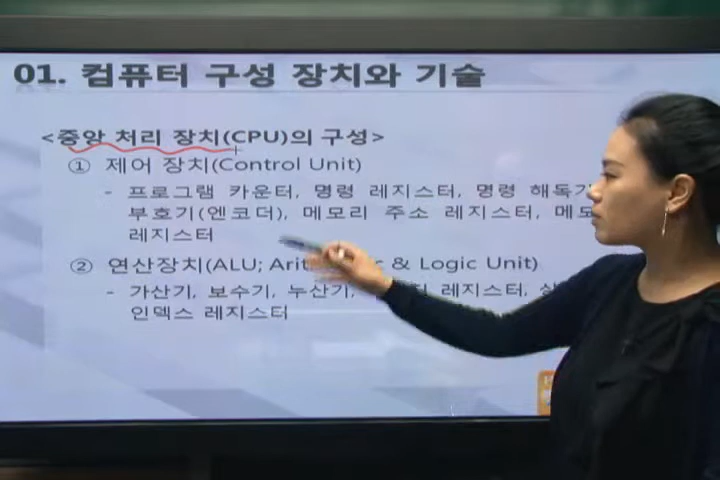 01. 컴퓨터 구성 장치와 기술
<중앙 처리 장치(CPU)의 구성>
① 제어 장치(Control Unit)
- 프로그램 카운터, 명령 레지스터, 명령 해독기
부호기(엔코더), 메모리 주소 레지스터,
레지스터
② 연산장치(ALU; & Logic Unit)
- 가산기, 보수기, 누산기, 레지스터,
인덱스 레지스터